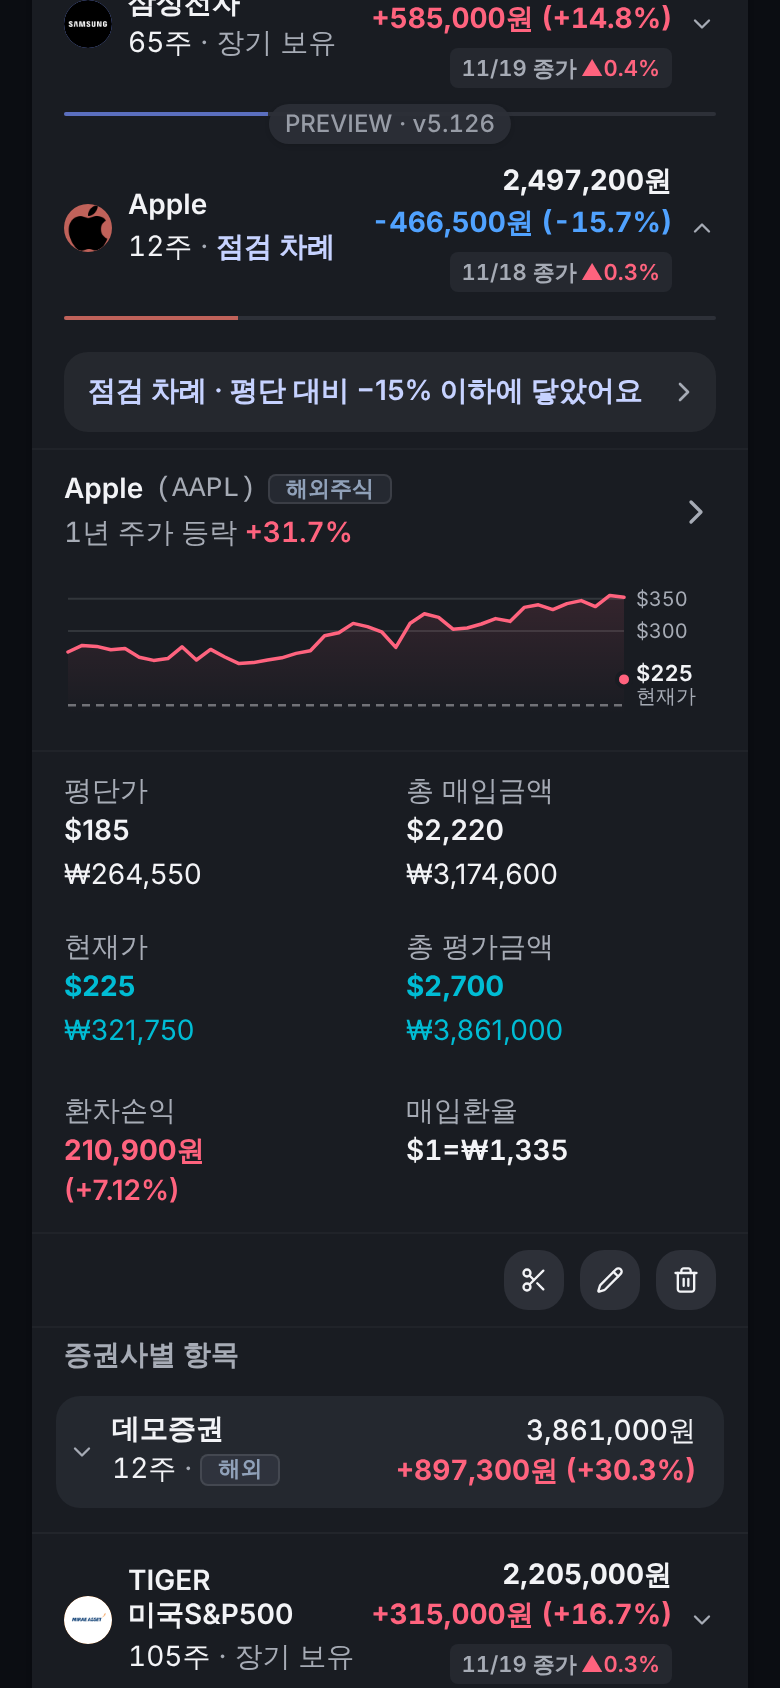 삼성전자
SAMSUNG
65주 · 장기 보유
+585,000원 (+14.8%)
11/19 종가 ▲0.4%
PREVIEW · v5.126
Apple
12주 · 점검 차례
2,497,200원
-466,500원 (-15.7%)
11/18 종가 ▲0.3%
점검 차례 · 평단 대비 −15% 이하에 닿았어요
Apple (AAPL) 해외주식
1년 주가 등락 +31.7%
$350
$300
$225
현재가
평단가
$185
₩264,550
총 매입금액
$2,220
₩3,174,600
현재가
$225
₩321,750
총 평가금액
$2,700
₩3,861,000
환차손익
210,900원
(+7.12%)
매입환율
$1=₩1,335
증권사별 항목
데모증권
12주 · 해외
3,861,000원
+897,300원 (+30.3%)
TIGER
미국S&P500
105주 · 장기 보유
MIRAE ASSET
2,205,000원
+315,000원 (+16.7%)
11/19 종가 ▲0.3%